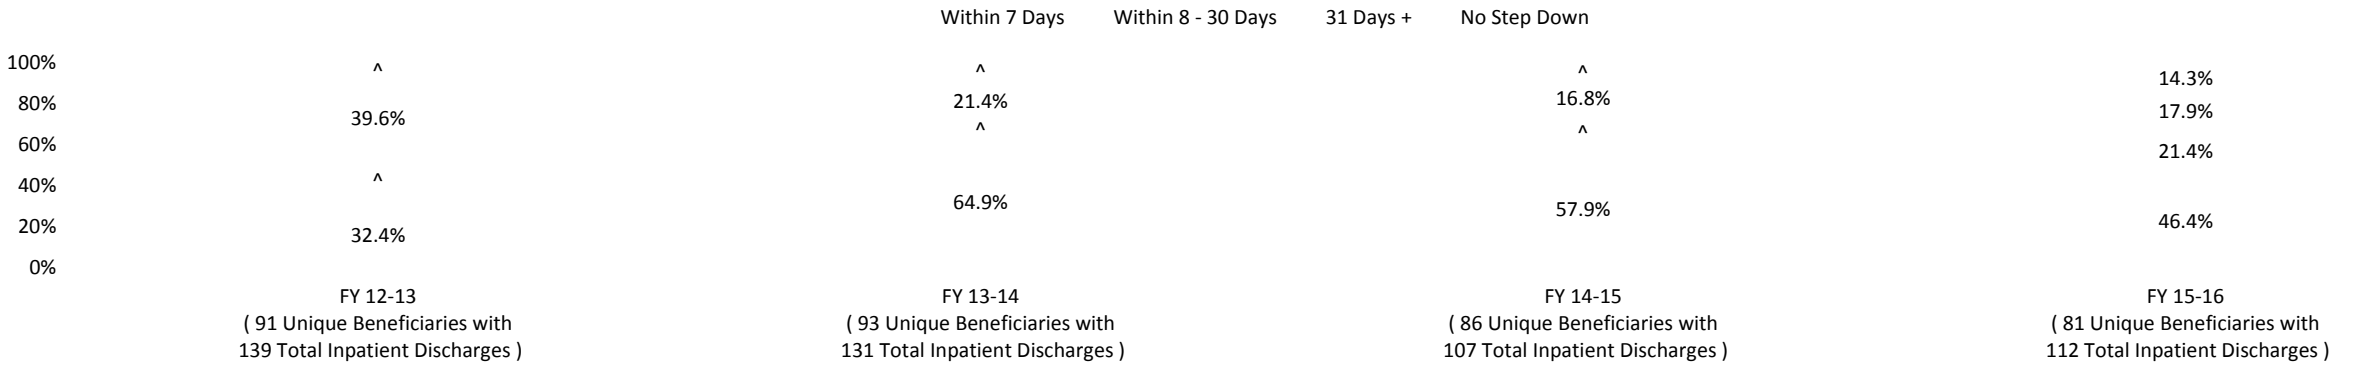 Within 7 Days Within 8 - 30 Days 31 Days + No Step Down
100%
80%
60%
40%
20%
0%
^
39.6%
^
32.4%
^
21.4%
^
64.9%
^
16.8%
^
57.9%
14.3%
17.9%
21.4%
46.4%
FY 12-13
( 91 Unique Beneficiaries with
139 Total Inpatient Discharges )
FY 13-14
( 93 Unique Beneficiaries with
131 Total Inpatient Discharges )
FY 14-15
( 86 Unique Beneficiaries with
107 Total Inpatient Discharges )
FY 15-16
( 81 Unique Beneficiaries with
112 Total Inpatient Discharges )